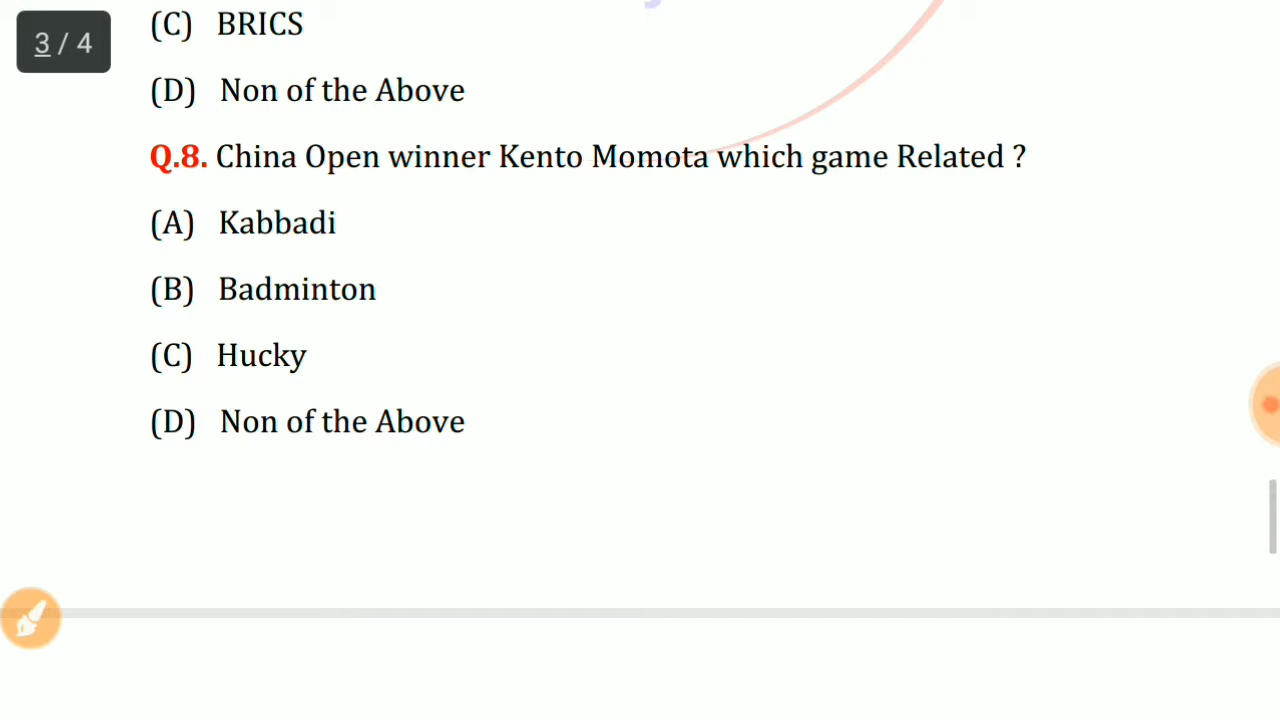 3 / 4
(C) BRICS
(D) Non of the Above
Q.8. China Open winner Kento Momota which game Related ?
(A) Kabbadi
(B) Badminton
(C) Hucky
(D) Non of the Above